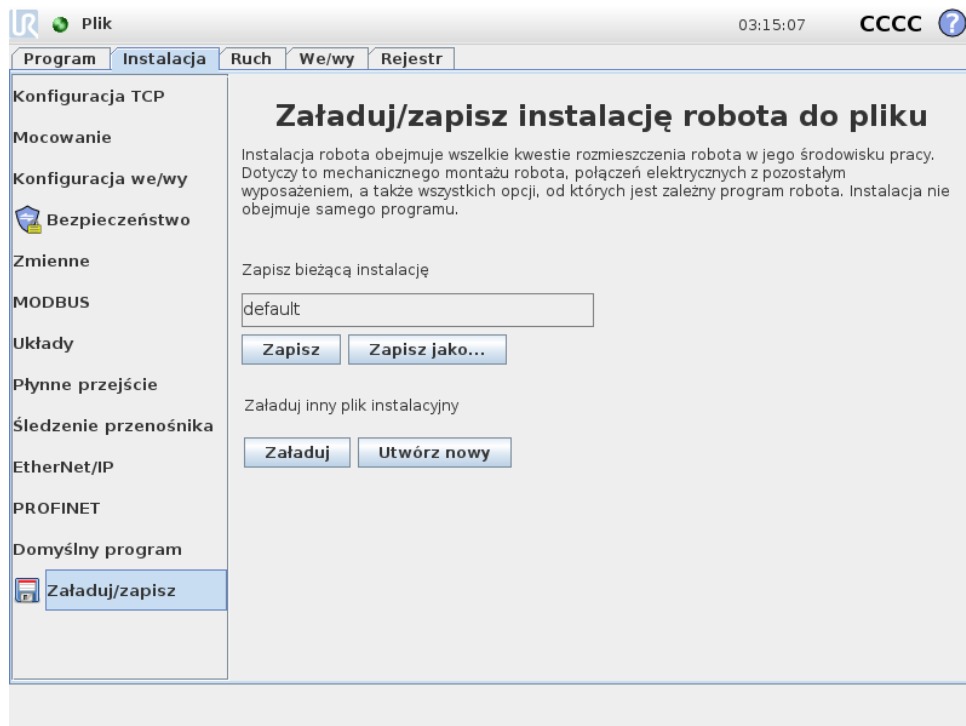 UR Plik 03:15:07 CCCC ?
Program Instalacja Ruch We/wy Rejestr
Konfiguracja TCP
Mocowanie
Konfiguracja we/wy
Bezpieczeństwo
Zmienne
MODBUS
Układy
Płynne przejście
Śledzenie przenośnika
EtherNet/IP
PROFINET
Domyślny program
Załaduj/zapisz
Załaduj/zapisz instalację robota do pliku
Instalacja robota obejmuje wszelkie kwestie rozmieszczenia robota w jego środowisku pracy.
Dotyczy to mechanicznego montażu robota, połączeń elektrycznych z pozostałym
wyposażeniem, a także wszystkich opcji, od których jest zależny program robota. Instalacja nie
obejmuje samego programu.
Zapisz bieżącą instalację
default
Zapisz Zapisz jako...
Załaduj inny plik instalacyjny
Załaduj Utwórz nowy